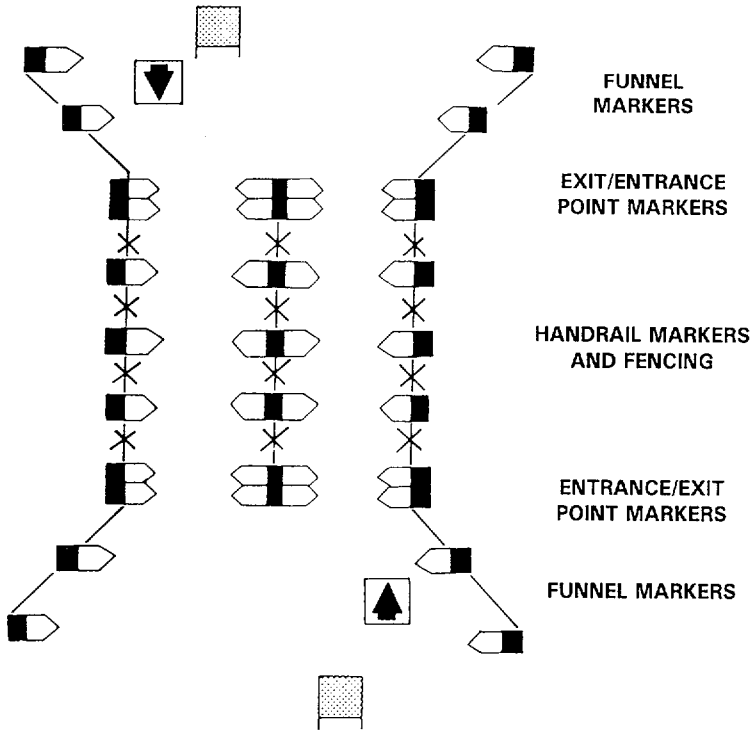 FUNNEL
MARKERS
EXIT/ENTRANCE
POINT MARKERS
HANDRAIL MARKERS
AND FENCING
ENTRANCE/EXIT
POINT MARKERS
FUNNEL MARKERS